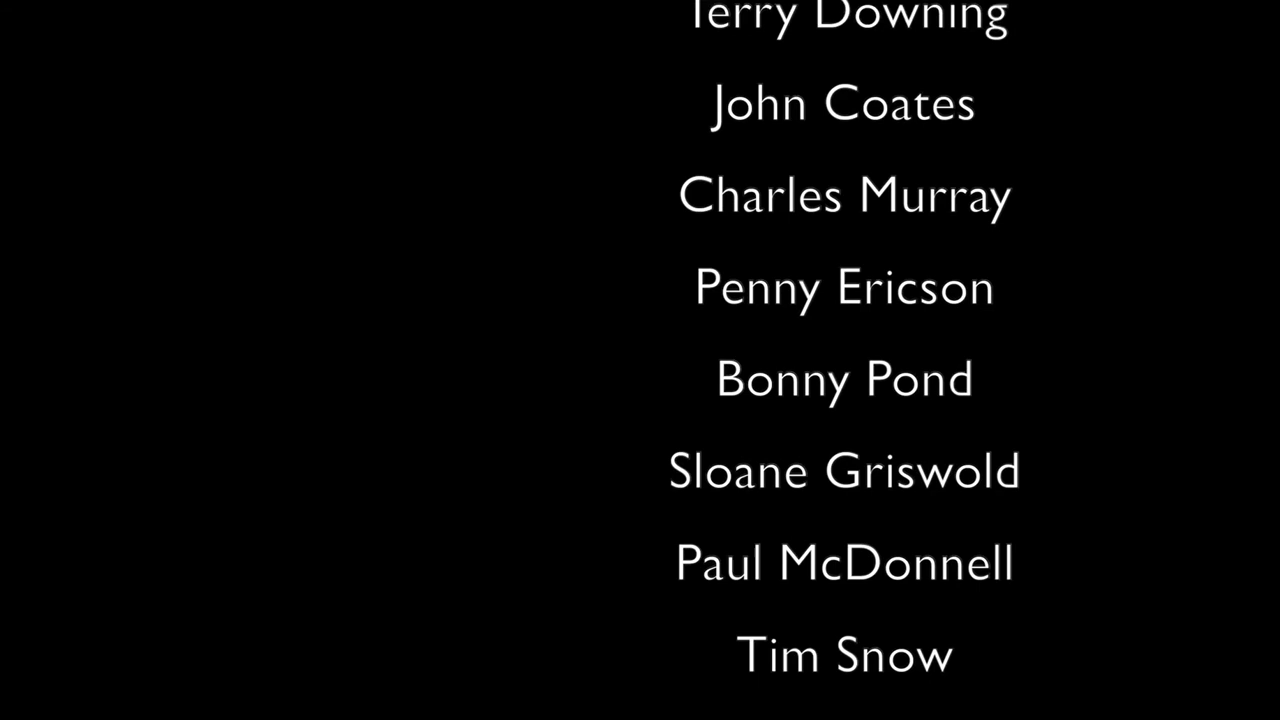 Terry Downing
John Coates
Charles Murray
Penny Ericson
Bonny Pond
Sloane Griswold
Paul McDonnell
Tim Snow